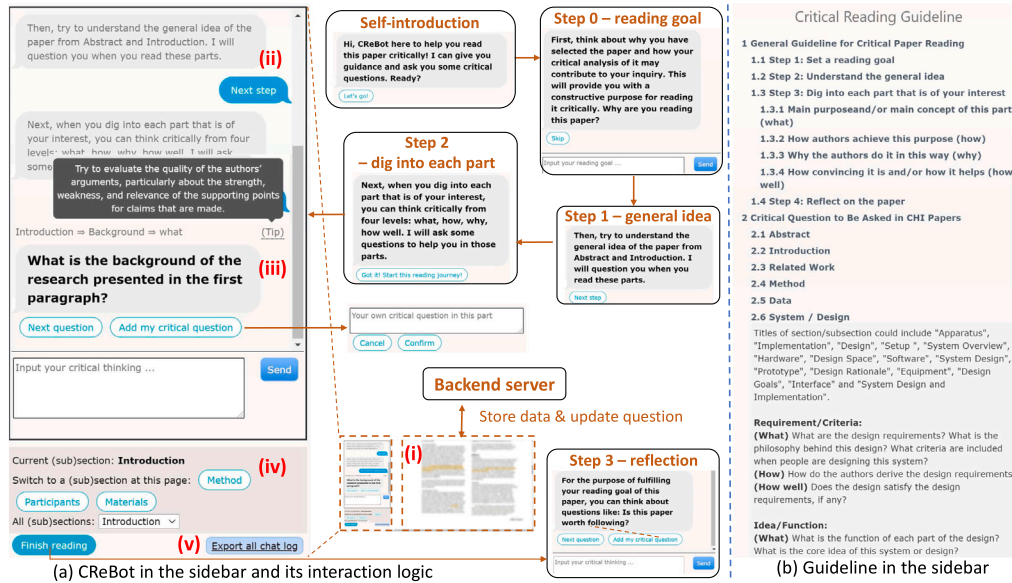 Then, try to understand the general idea of the
paper from Abstract and Introduction. I will
question you when you read these parts.
(ii)
Next step
Next, when you dig into each part that is of
your interest, you can think critically from four
levels: what, how, why, how well. I will ask
some
Try to evaluate the quality of the authors'
arguments, particularly about the strength,
weakness, and relevance of the supporting points
for claims that are made.
Introduction ⇒ Background ⇒ what
(Tip)
What is the background of the
research presented in the first
paragraph?
(iii)
Next question
Add my critical question
Input your critical thinking ...
Send
Current (sub)section: Introduction
(iv)
Switch to a (sub)section at this page:
Method
Participants
Materials
All (sub)sections:
Introduction
Finish reading
(v)
Export all chat log
(a) CReBot in the sidebar and its interaction logic
Self-introduction
Hi, CReBot here to help you read
this paper critically! I can give you
guidance and ask you some critical
questions. Ready?
Let's go!
Step 0 – reading goal
First, think about why you have
selected the paper and how your
critical analysis of it may
contribute to your inquiry. This
will provide you with a
constructive purpose for reading
it critically. Why are you reading
this paper?
Skip
Input your reading goal ...
Send
Step 2
– dig into each part
Next, when you dig into each
part that is of your interest,
you can think critically from
four levels: what, how, why,
how well. I will ask some
questions to help you in those
parts.
Got it! Start this reading journey!
Step 1 – general idea
Then, try to understand the
general idea of the paper from
Abstract and Introduction. I
will question you when you
read these parts.
Next step
Your own critical question in this part
Cancel
Confirm
Backend server
Store data & update question
(i)
Step 3 – reflection
For the purpose of fulfilling
your reading goal of this
paper, you can think about
questions like: Is this paper
worth following?
Next question
Add my critical question
Input your critical thinking ...
Send
Critical Reading Guideline
1 General Guideline for Critical Paper Reading
1.1 Step 1: Set a reading goal
1.2 Step 2: Understand the general idea
1.3 Step 3: Dig into each part that is of your interest
1.3.1 Main purposeand/or main concept of this part
(what)
1.3.2 How authors achieve this purpose (how)
1.3.3 Why the authors do it in this way (why)
1.3.4 How convincing it is and/or how it helps (how
well)
1.4 Step 4: Reflect on the paper
2 Critical Question to Be Asked in CHI Papers
2.1 Abstract
2.2 Introduction
2.3 Related Work
2.4 Method
2.5 Data
2.6 System / Design
Titles of section/subsection could include "Apparatus",
"Implementation", "Design", "Setup ", "System Overview",
"Hardware", "Design Space", "Software", "System Design",
"Prototype", "Design Rationale", "Equipment", "Design
Goals", "Interface" and "System Design and
Implementation".
Requirement/Criteria:
(What) What are the design requirements? What is the
philosophy behind this design? What criteria are included
when people are designing this system?
(How) How do the authors derive the design requirements
(How well) Does the design satisfy the design
requirements, if any?
Idea/Function:
(What) What is the function of each part of the design?
What is the core idea of this system or design?
(b) Guideline in the sidebar